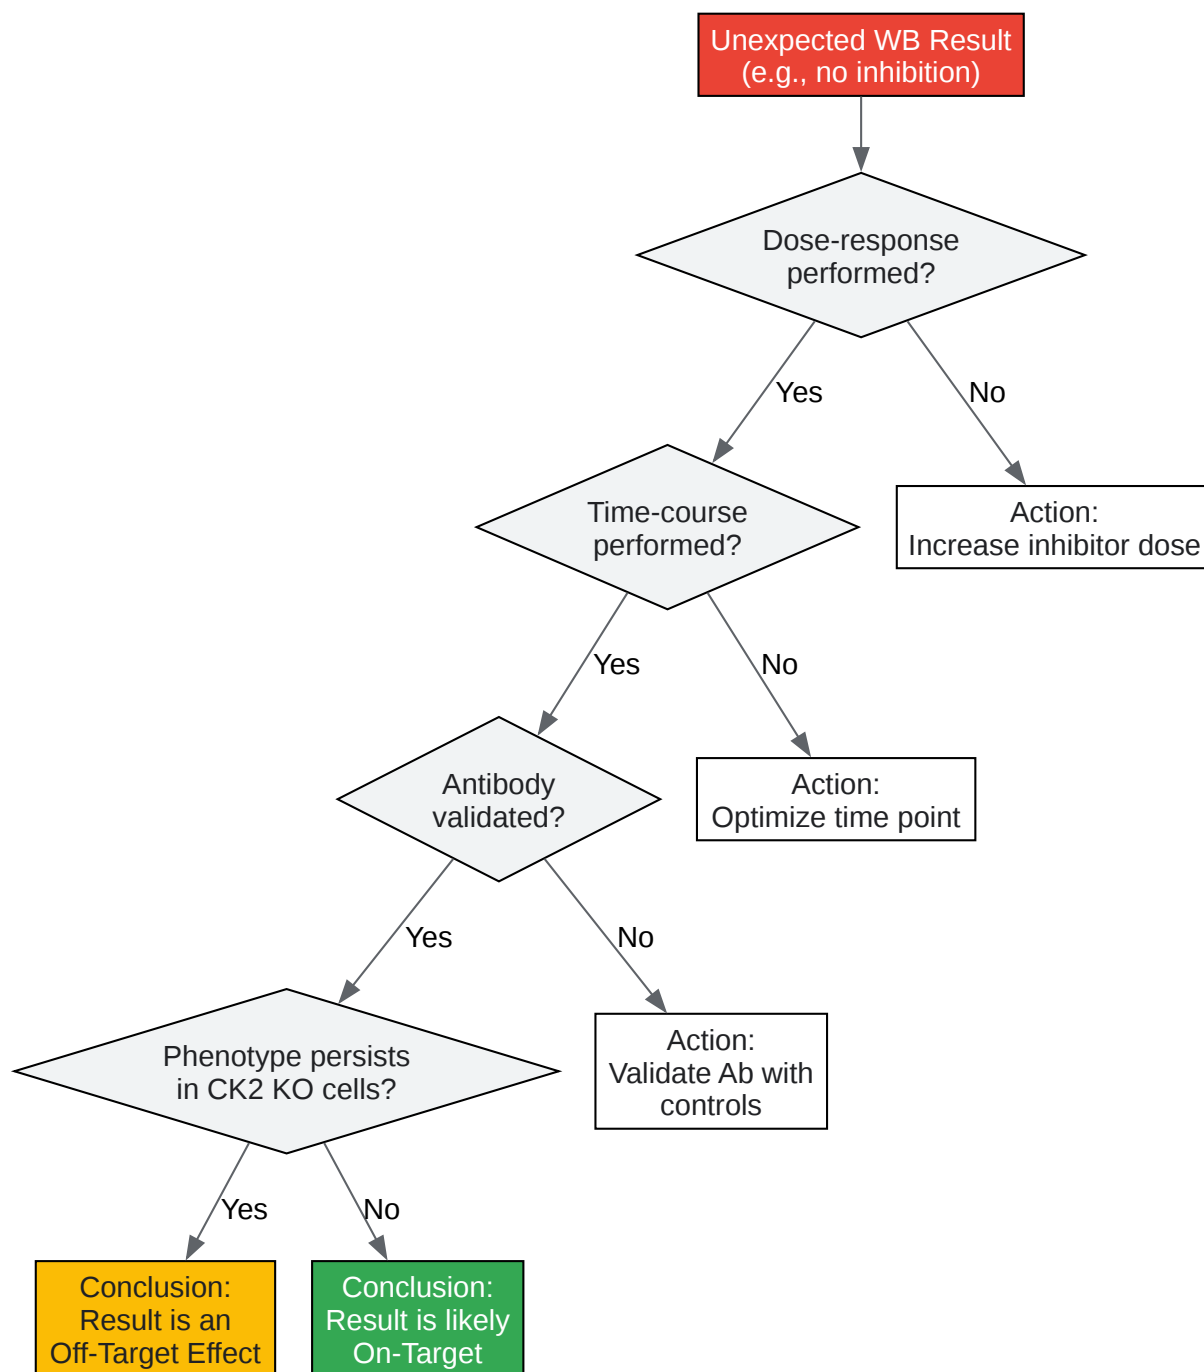 Unexpected WB Result
(e.g., no inhibition)
Dose-response
performed?
Yes
No
Time-course
performed?
Action:
Increase inhibitor dose
Yes
No
Antibody
validated?
Action:
Optimize time point
Yes
No
Phenotype persists
in CK2 KO cells?
Action:
Validate Ab with
controls
Yes
No
Conclusion:
Result is an
Off-Target Effect
Conclusion:
Result is likely
On-Target